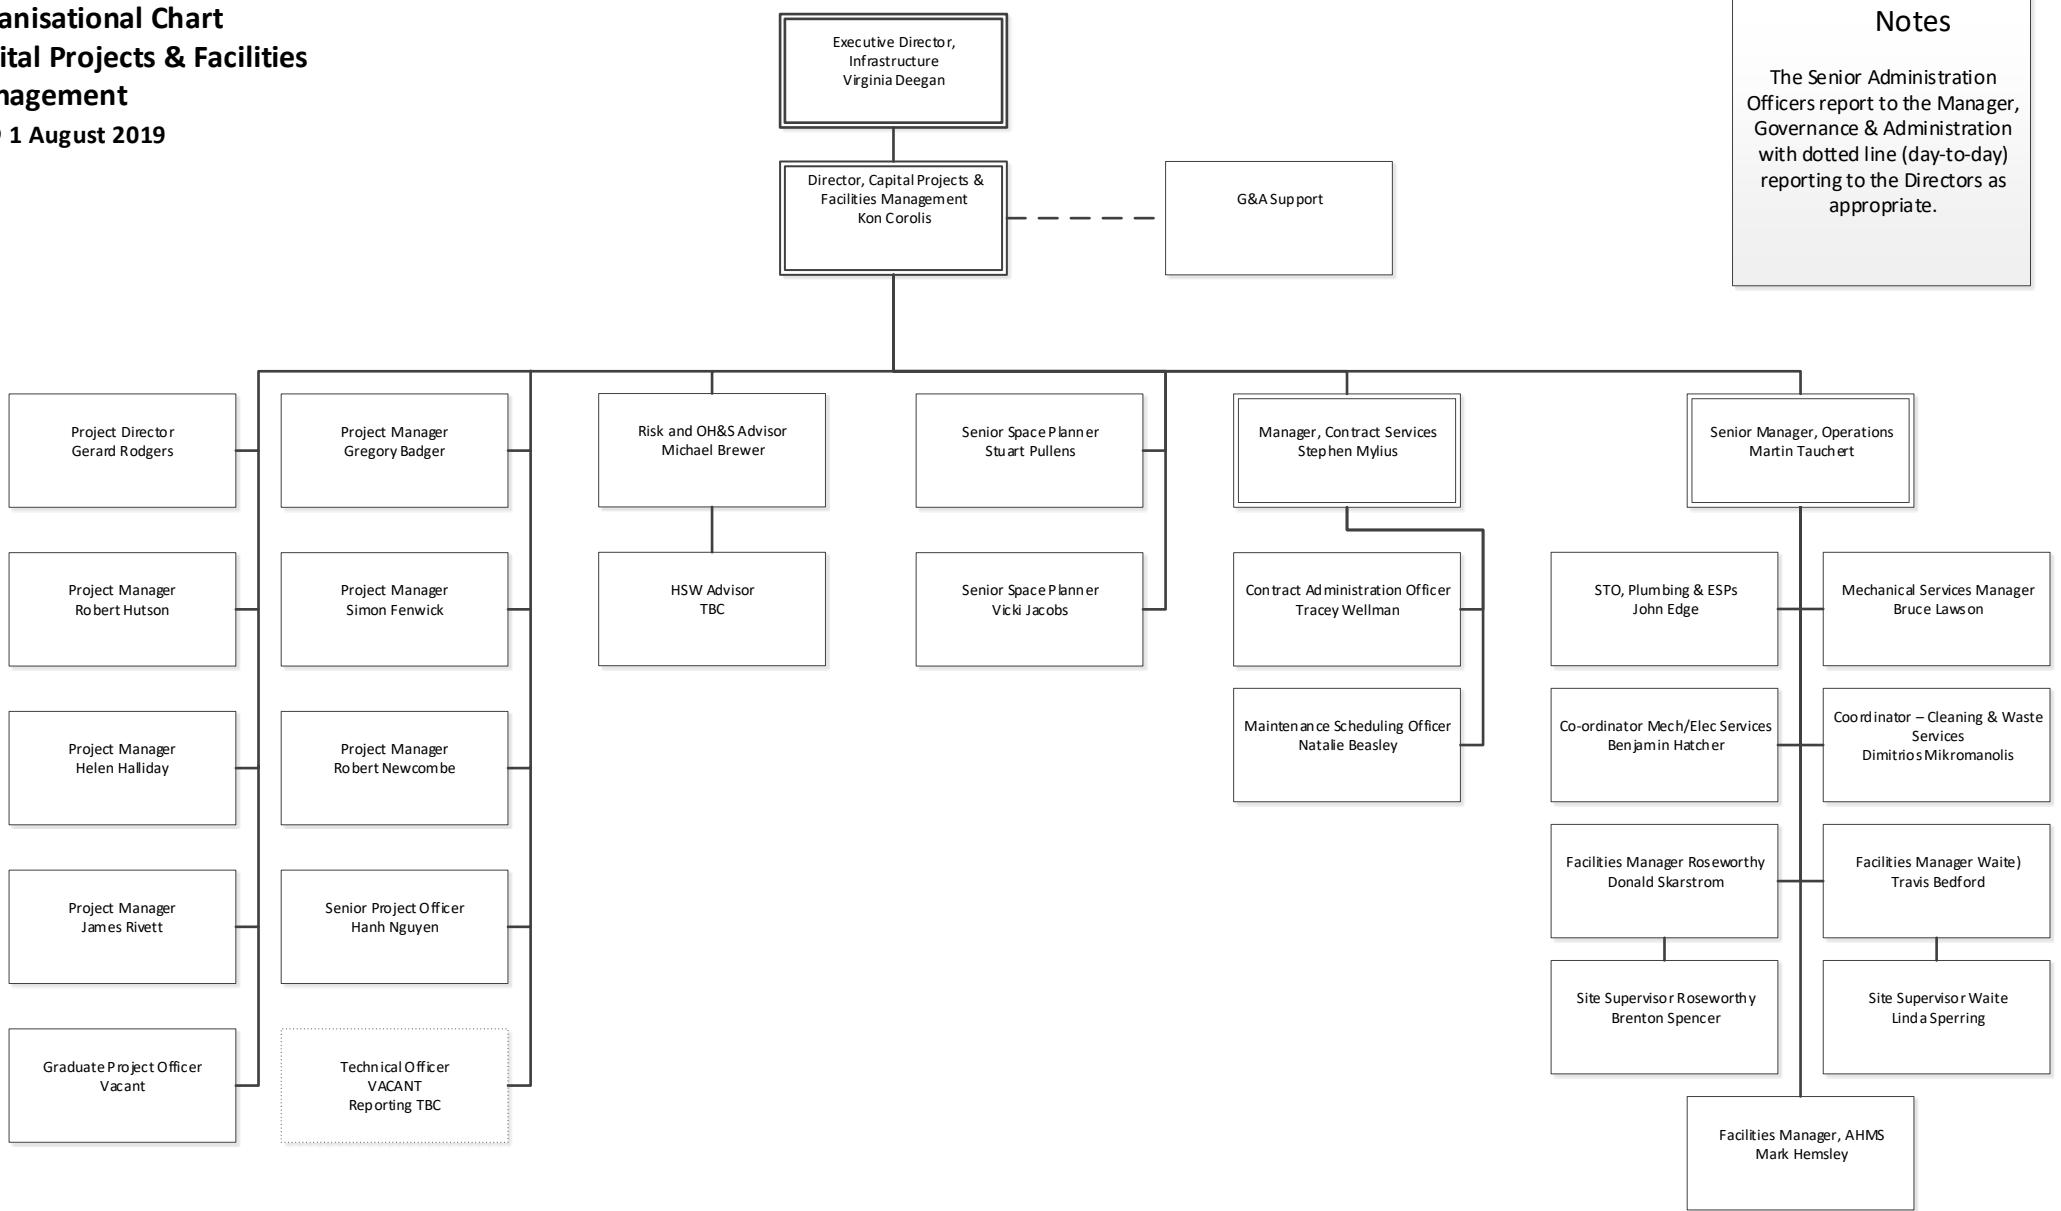 anisational Chart
ital Projects & Facilities
nagement
1 August 2019
Executive Director,
Infrastructure
Virginia Deegan
Notes
The Senior Administration
Officers report to the Manager,
Governance & Administration
with dotted line (day-to-day)
reporting to the Directors as
appropriate.
Director, Capital Projects &
Facilities Management
Kon Corolis
G&A Support
Project Director
Gerard Rodgers
Project Manager
Gregory Badger
Risk and OH&S Advisor
Michael Brewer
Senior Space Planner
Stuart Pullens
Manager, Contract Services
Stephen Mylius
Senior Manager, Operations
Martin Tauchert
Project Manager
Robert Hutson
Project Manager
Simon Fenwick
HSW Advisor
TBC
Senior Space Planner
Vicki Jacobs
Contract Administration Officer
Tracey Wellman
STO, Plumbing & ESPs
John Edge
Mechanical Services Manager
Bruce Lawson
Project Manager
Helen Halliday
Project Manager
Robert Newcombe
Maintenance Scheduling Officer
Natalie Beasley
Co-ordinator Mech/Elec Services
Benjamin Hatcher
Coordinator – Cleaning & Waste
Services
Dimitrios Mikromanolis
Project Manager
James Rivett
Senior Project Officer
Hanh Nguyen
Facilities Manager Roseworthy
Donald Skarstrom
Facilities Manager Waite)
Travis Bedford
Site Supervisor Roseworthy
Brenton Spencer
Site Supervisor Waite
Linda Sperring
Graduate Project Officer
Vacant
Technical Officer
VACANT
Reporting TBC
Facilities Manager, AHMS
Mark Hemsley